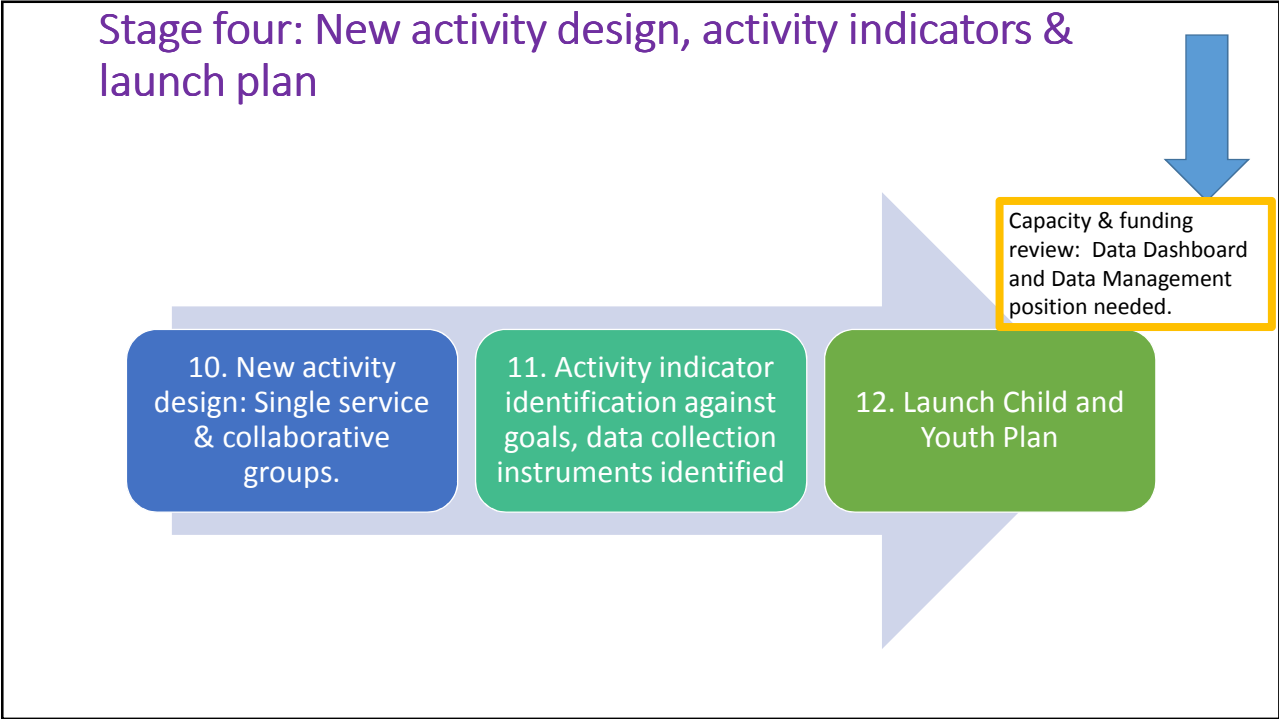 Stage four: New activity design, activity indicators &
launch plan
Capacity & funding
review:  Data Dashboard
and Data Management
position needed.
10. New activity
design: Single service
& collaborative
groups.
11. Activity indicator
identification against
goals, data collection
instruments identified
12. Launch Child and
Youth Plan